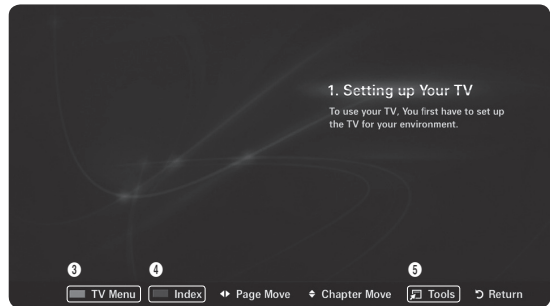 1. Setting up Your TV
To use your TV, You first have to set up
the TV for your environment.
3 4 5
TV Menu Index Page Move Chapter Move Tools Return